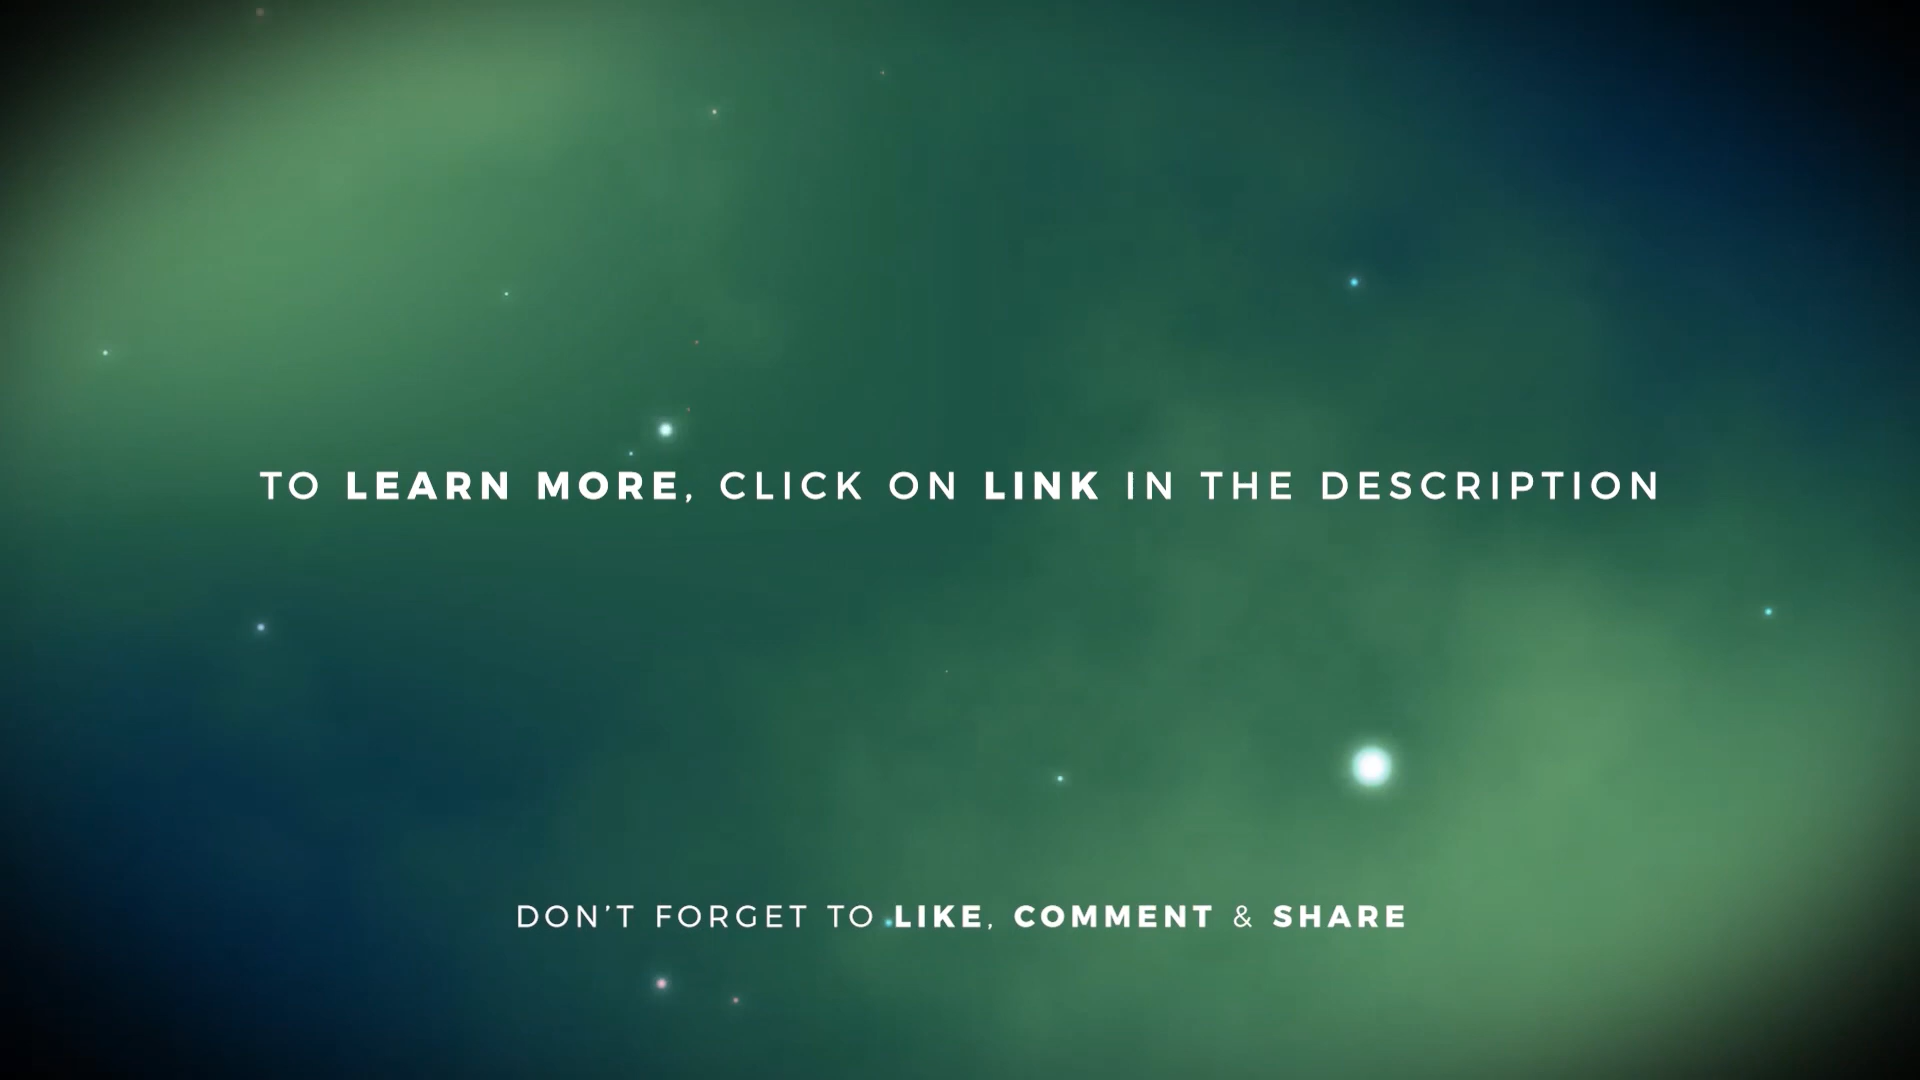 TO LEARN MORE, CLICK ON LINK IN THE DESCRIPTION
DON’T FORGET TO LIKE, COMMENT & SHARE